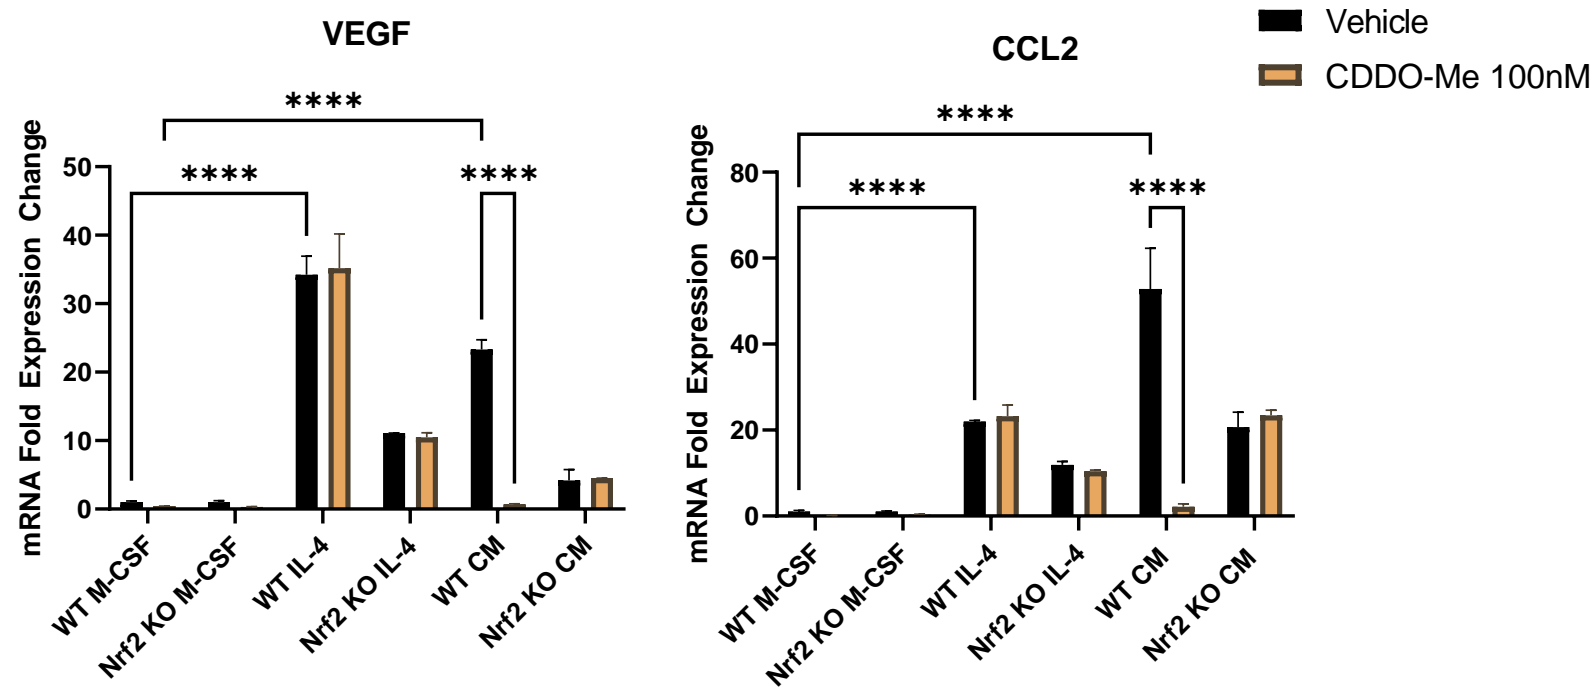 VEGF
mRNA Fold Expression Change
50
40
30
20
10
0
****
****
****
WT M-CSF
Nrf2 KO M-CSF
WT IL-4
Nrf2 KO IL-4
WT CM
Nrf2 KO CM
CCL2
mRNA Fold Expression Change
80
60
40
20
0
****
****
****
WT M-CSF
Nrf2 KO M-CSF
WT IL-4
Nrf2 KO IL-4
WT CM
Nrf2 KO CM
Vehicle
CDDO-Me 100nM